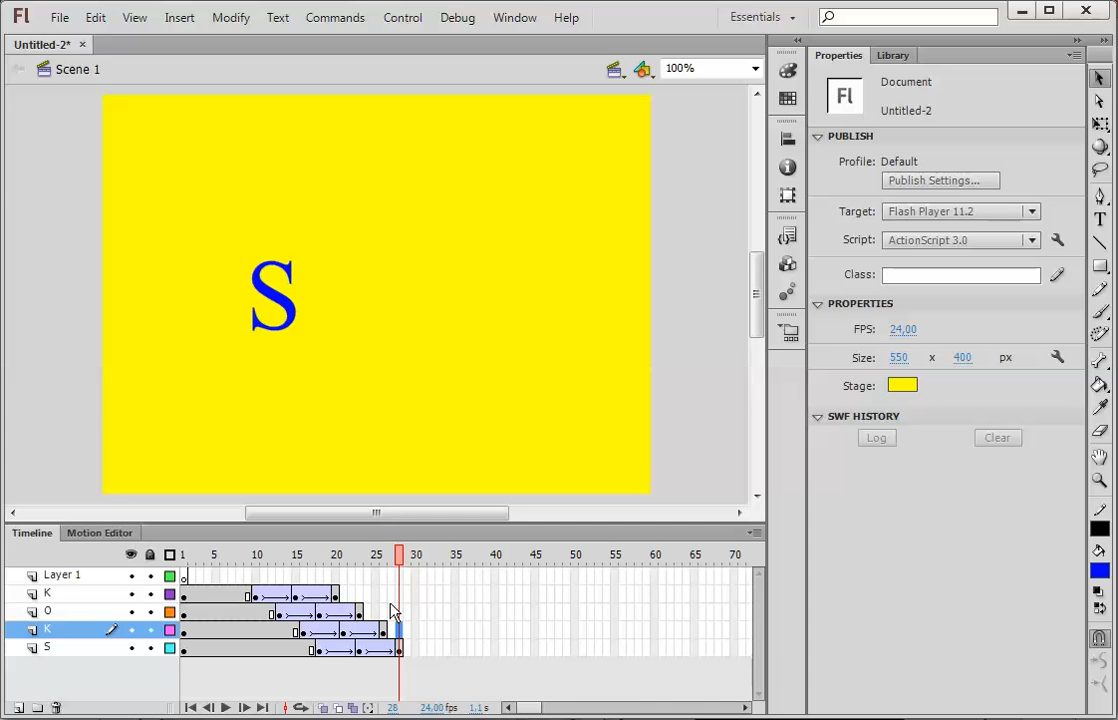 Fl File Edit View Insert Modify Text Commands Control Debug Window Help Essentials
Untitled-2* ×
Scene 1 100%
S
Properties Library
Fl Document
Untitled-2
PUBLISH
Profile: Default
Publish Settings...
Target: Flash Player 11.2
Script: ActionScript 3.0
Class:
PROPERTIES
FPS: 24,00
Size: 550 x 400 px
Stage:
SWF HISTORY
Log Clear
Timeline Motion Editor
1 5 10 15 20 25 30 35 40 45 50 55 60 65 70
Layer 1
K
O
K
S
28 24,00 fps 1,1 s